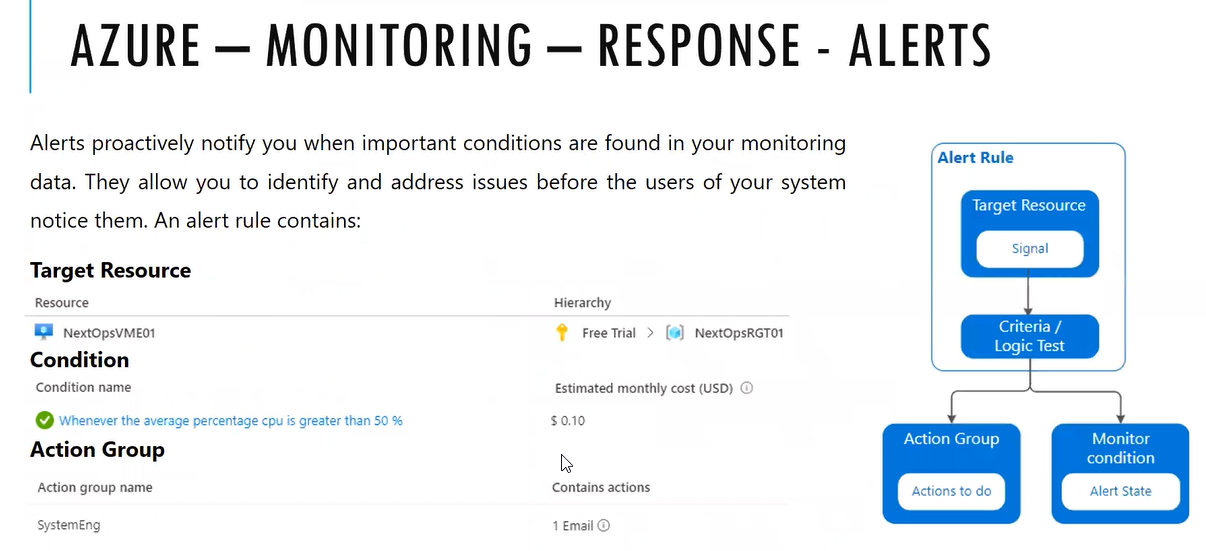 AZURE – MONITORING – RESPONSE - ALERTS
Alerts proactively notify you when important conditions are found in your monitoring
data. They allow you to identify and address issues before the users of your system
notice them. An alert rule contains:
Target Resource
Resource Hierarchy
NextOpsVME01 Free Trial > NextOpsRGT01
Condition
Condition name Estimated monthly cost (USD)
Whenever the average percentage cpu is greater than 50 % $ 0.10
Action Group
Action group name Contains actions
SystemEng 1 Email
Alert Rule
Target Resource
Signal
Criteria /
Logic Test
Action Group
Actions to do
Monitor
condition
Alert State